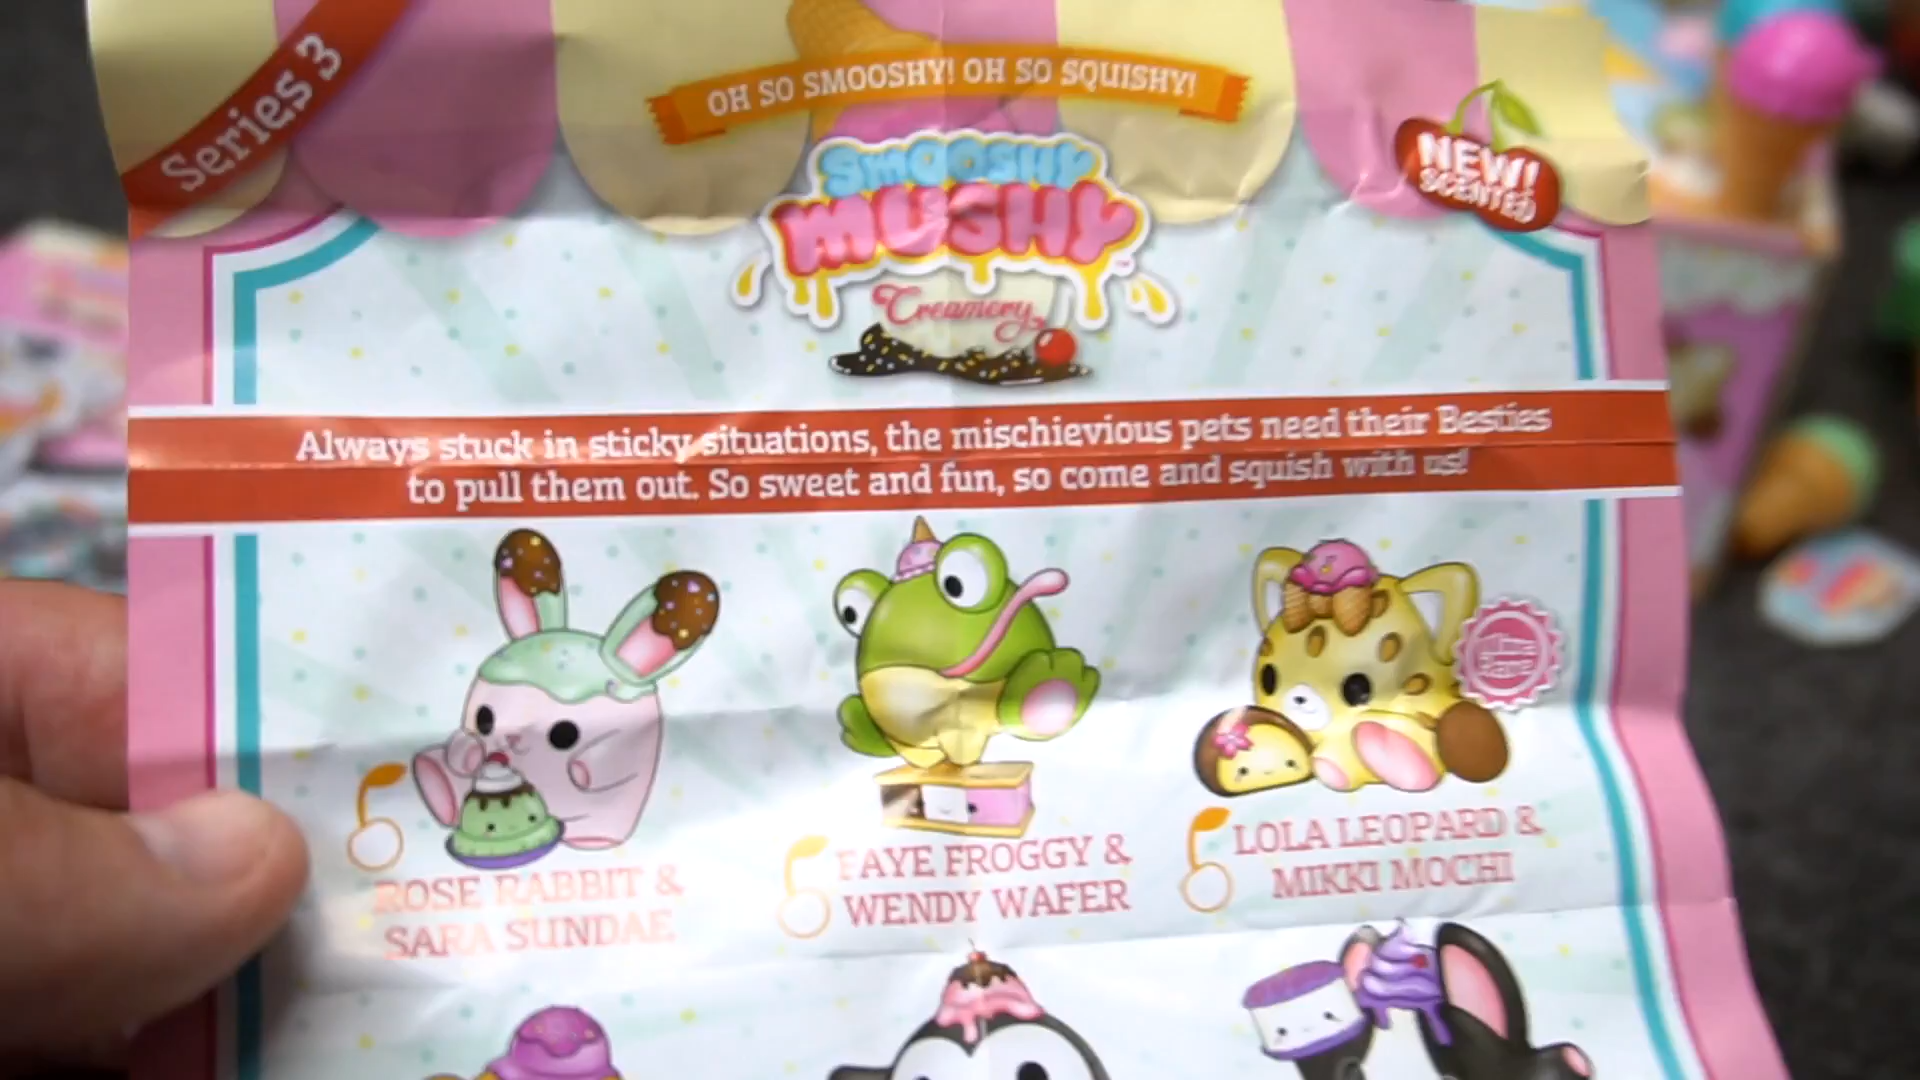 Series 3
OH SO SMOOSHY! OH SO SQUISHY!
NEW!
SCENTED
SMOOSHY
MUSHY
Creamery
Always stuck in sticky situations, the mischievious pets need their Besties
to pull them out. So sweet and fun, so come and squish with us!
Ultra
Rare
ROSE RABBIT &
SARA SUNDAE
FAYE FROGGY &
WENDY WAFER
LOLA LEOPARD &
MIKKI MOCHI